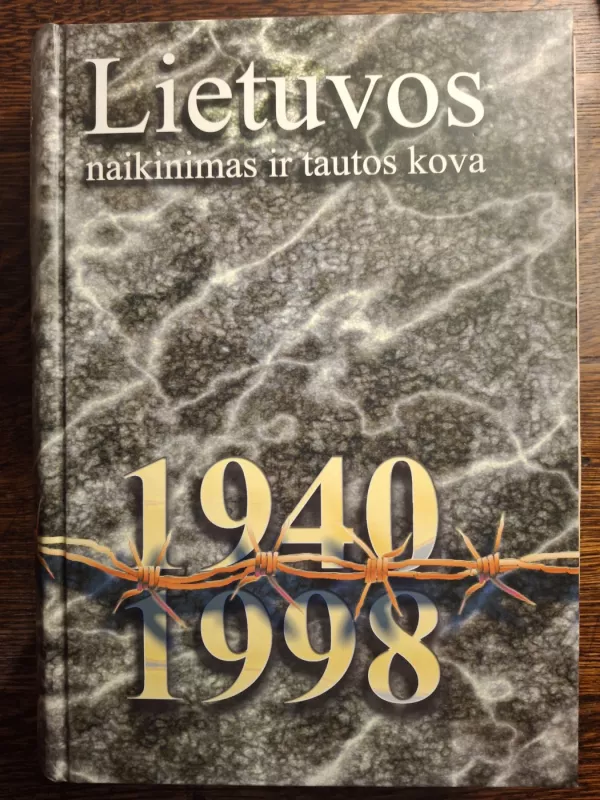 Lietuvos
naikinimas ir tautos kova
1940
1998